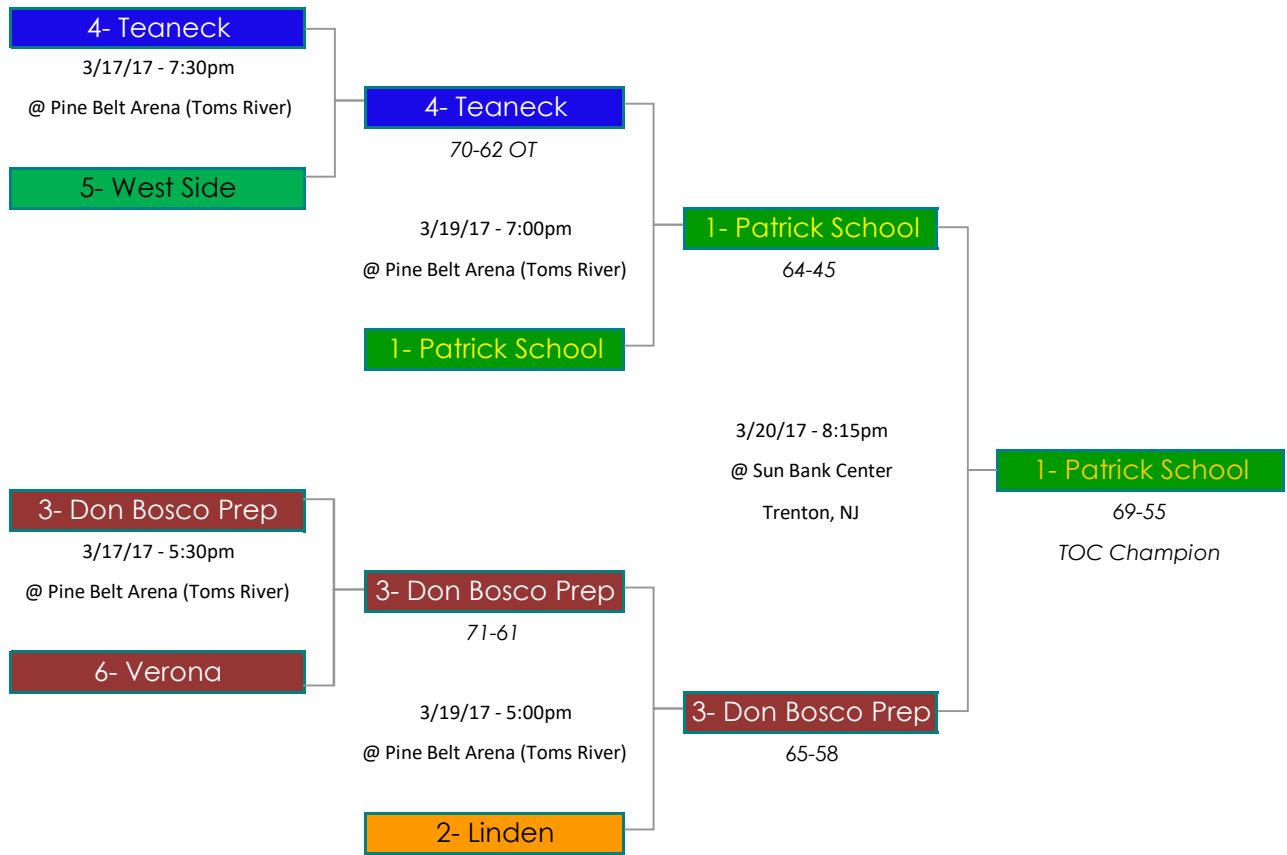 4- Teaneck
3/17/17 - 7:30pm
@ Pine Belt Arena (Toms River)
5- West Side
4- Teaneck
70-62 OT
3/19/17 - 7:00pm
@ Pine Belt Arena (Toms River)
1- Patrick School
1- Patrick School
64-45
3/20/17 - 8:15pm
@ Sun Bank Center
Trenton, NJ
1- Patrick School
69-55
TOC Champion
3- Don Bosco Prep
3/17/17 - 5:30pm
@ Pine Belt Arena (Toms River)
6- Verona
3- Don Bosco Prep
71-61
3/19/17 - 5:00pm
@ Pine Belt Arena (Toms River)
2- Linden
3- Don Bosco Prep
65-58